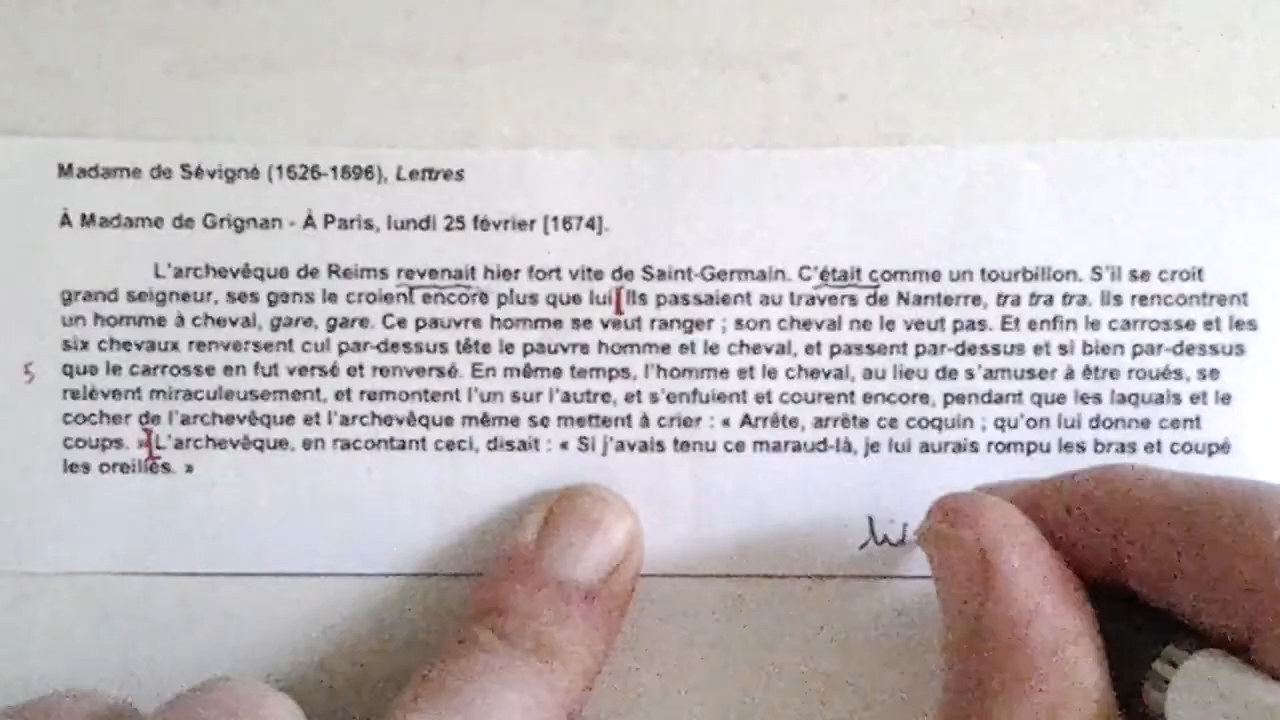 Madame de Sévigné (1626-1696), Lettres
À Madame de Grignan - À Paris, lundi 25 février [1674].
L'archevêque de Reims revenait hier fort vite de Saint-Germain. C'était comme un tourbillon. S'il se croit
grand seigneur, ses gens le croient encore plus que lui. Ils passaient au travers de Nanterre, tra tra tra. Ils rencontrent
un homme à cheval, gare, gare. Ce pauvre homme se veut ranger ; son cheval ne le veut pas. Et enfin le carrosse et les
six chevaux renversent cul par-dessus tête le pauvre homme et le cheval, et passent par-dessus et si bien par-dessus
5 que le carrosse en fut versé et renversé. En même temps, l'homme et le cheval, au lieu de s'amuser à être roués, se
relèvent miraculeusement, et remontent l'un sur l'autre, et s'enfuient et courent encore, pendant que les laquais et le
cocher de l'archevêque et l'archevêque même se mettent à crier : « Arrête, arrête ce coquin ; qu'on lui donne cent
coups. » L'archevêque, en racontant ceci, disait : « Si j'avais tenu ce maraud-là, je lui aurais rompu les bras et coupé
les oreilles. »